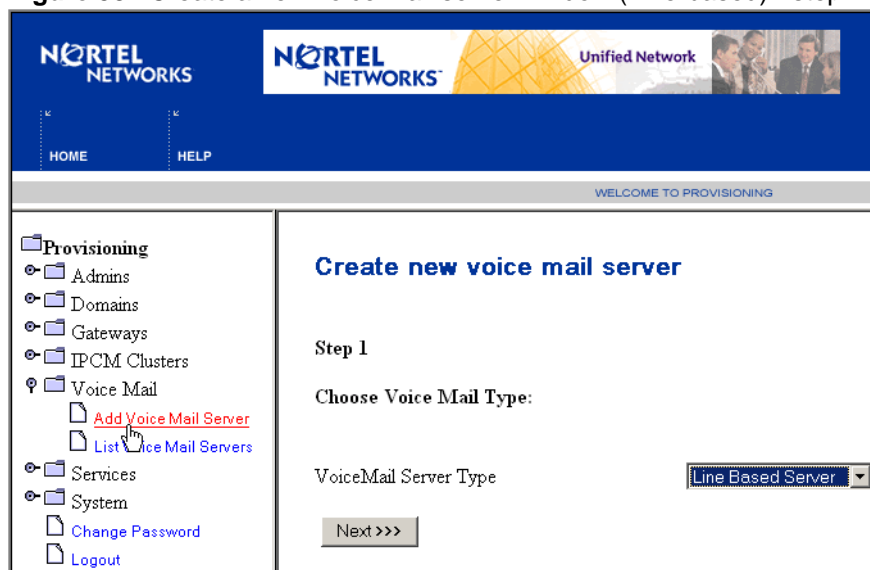 NORTEL
NETWORKS
NORTEL
NETWORKS
Unified Network
HOME
HELP
WELCOME TO PROVISIONING
Provisioning
Admins
Domains
Gateways
IPCM Clusters
Voice Mail
Add Voice Mail Server
List Voice Mail Servers
Services
System
Change Password
Logout
Create new voice mail server
Step 1
Choose Voice Mail Type:
VoiceMail Server Type
Line Based Server
Next>>>